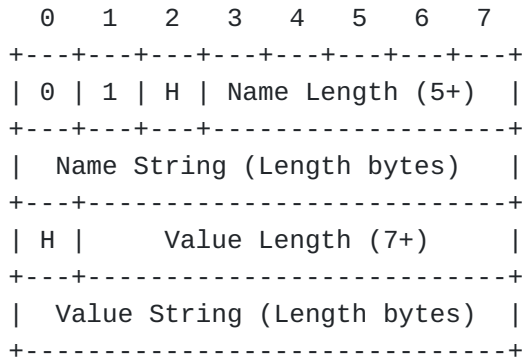 0   1   2   3   4   5   6   7
+---+---+---+---+---+---+---+---+
| 0 | 1 | H | Name Length (5+)  |
+---+---+---+-------------------+
|  Name String (Length bytes)   |
+---+---------------------------+
| H |     Value Length (7+)     |
+---+---------------------------+
|  Value String (Length bytes)  |
+-------------------------------+